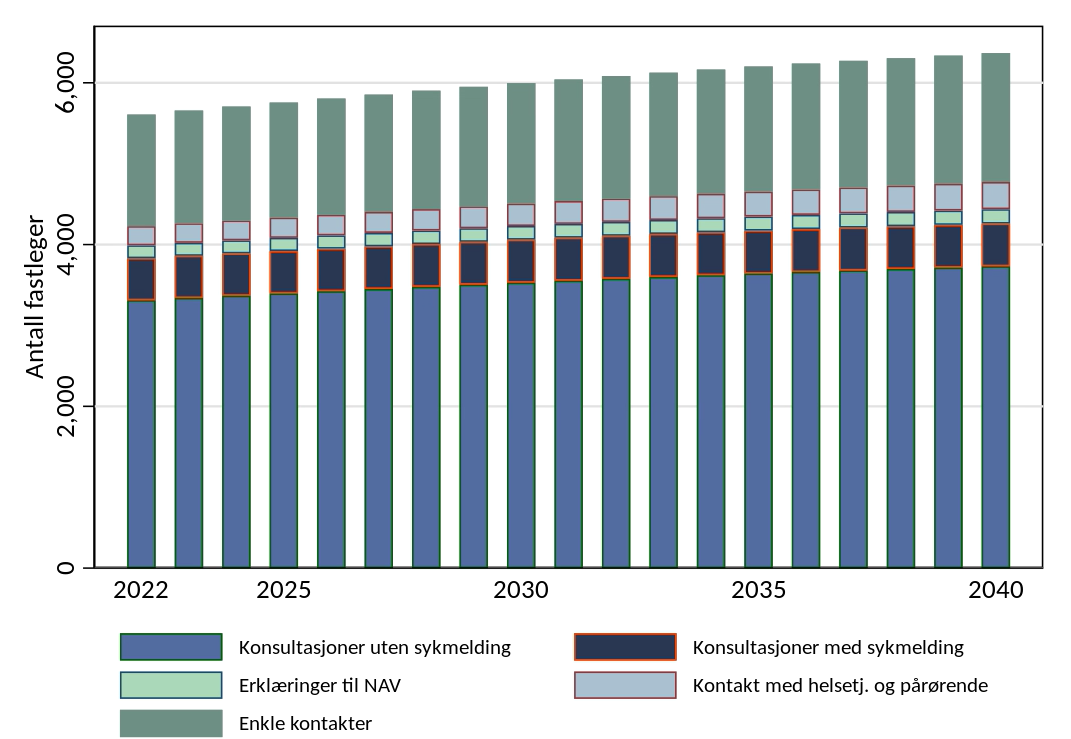 Antall fastleger
6,000
4,000
2,000
0
2022 2025 2030 2035 2040
Konsultasjoner uten sykmelding
Konsultasjoner med sykmelding
Erklæringer til NAV
Kontakt med helsetj. og pårørende
Enkle kontakter